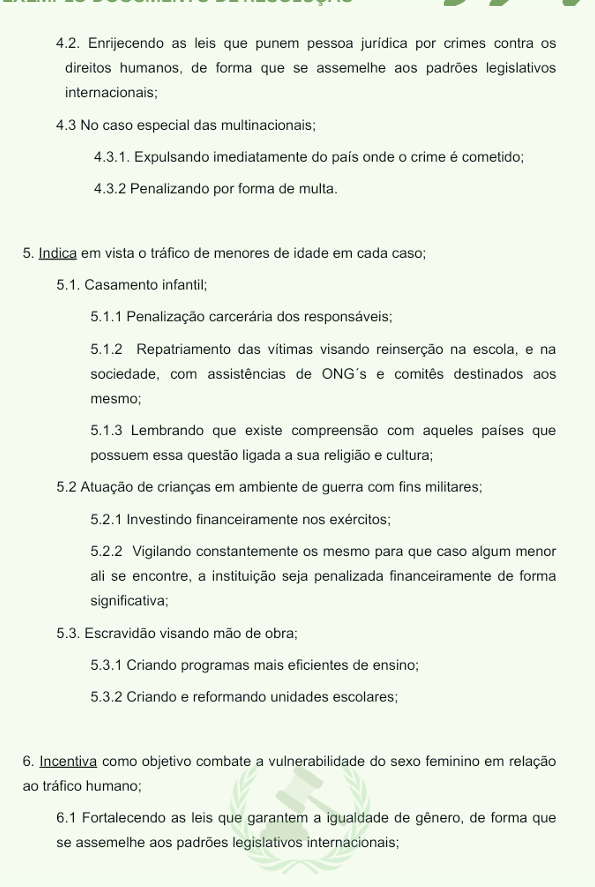 EXEMPLO DOCUMENTO DE RESOLUÇÃO
4.2. Enrijecendo as leis que punem pessoa jurídica por crimes contra os
direitos humanos, de forma que se assemelhe aos padrões legislativos
internacionais;
4.3 No caso especial das multinacionais;
4.3.1. Expulsando imediatamente do país onde o crime é cometido;
4.3.2 Penalizando por forma de multa.
5. Indica em vista o tráfico de menores de idade em cada caso;
5.1. Casamento infantil;
5.1.1 Penalização carcerária dos responsáveis;
5.1.2 Repatriamento das vítimas visando reinserção na escola, e na
sociedade, com assistências de ONG´s e comitês destinados aos
mesmo;
5.1.3 Lembrando que existe compreensão com aqueles países que
possuem essa questão ligada a sua religião e cultura;
5.2 Atuação de crianças em ambiente de guerra com fins militares;
5.2.1 Investindo financeiramente nos exércitos;
5.2.2 Vigilando constantemente os mesmo para que caso algum menor
ali se encontre, a instituição seja penalizada financeiramente de forma
significativa;
5.3. Escravidão visando mão de obra;
5.3.1 Criando programas mais eficientes de ensino;
5.3.2 Criando e reformando unidades escolares;
6. Incentiva como objetivo combate a vulnerabilidade do sexo feminino em relação
ao tráfico humano;
6.1 Fortalecendo as leis que garantem a igualdade de gênero, de forma que
se assemelhe aos padrões legislativos internacionais;